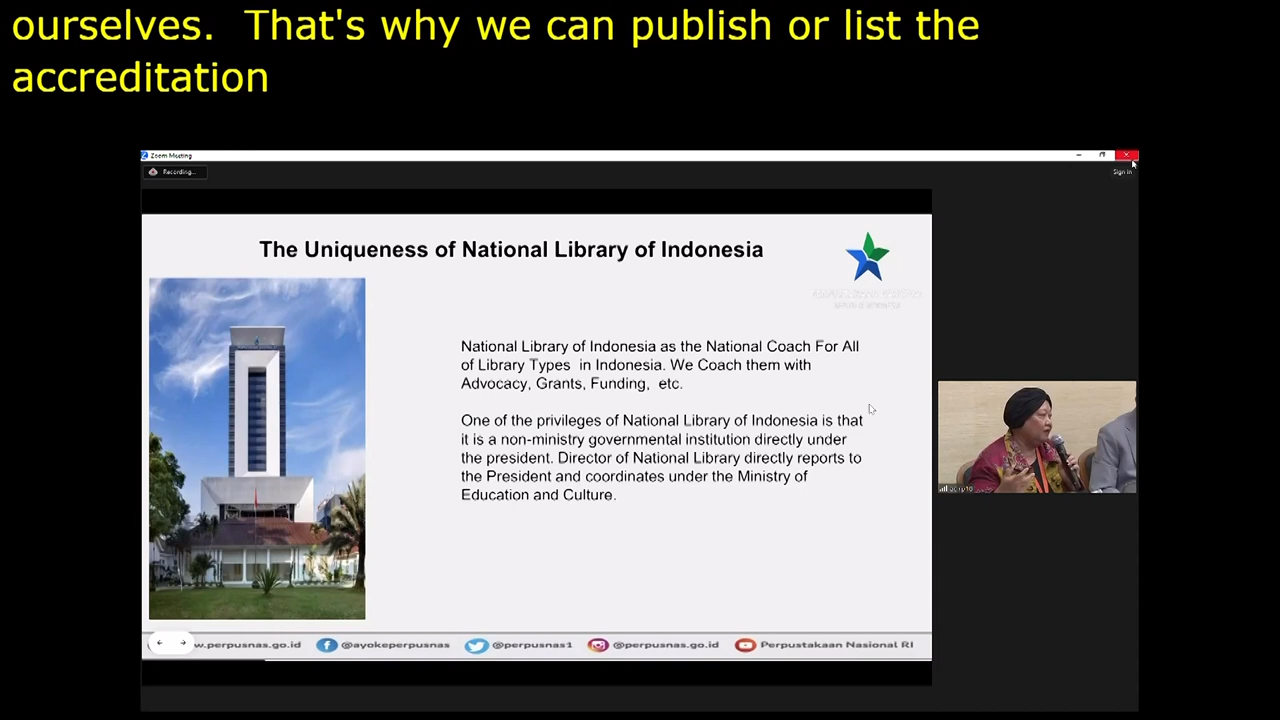 ourselves.  That's why we can publish or list the
accreditation
Zoom Meeting
Recording...
Sign in
The Uniqueness of National Library of Indonesia
National Library of Indonesia as the National Coach For All
of Library Types  in Indonesia. We Coach them with
Advocacy, Grants, Funding,  etc.
One of the privileges of National Library of Indonesia is that
it is a non-ministry governmental institution directly under
the president. Director of National Library directly reports to
the President and coordinates under the Ministry of
Education and Culture.
w.perpusnas.go.id @ayokeperpusnas @perpusnas1 @perpusnas.go.id Perpustakaan Nasional RI